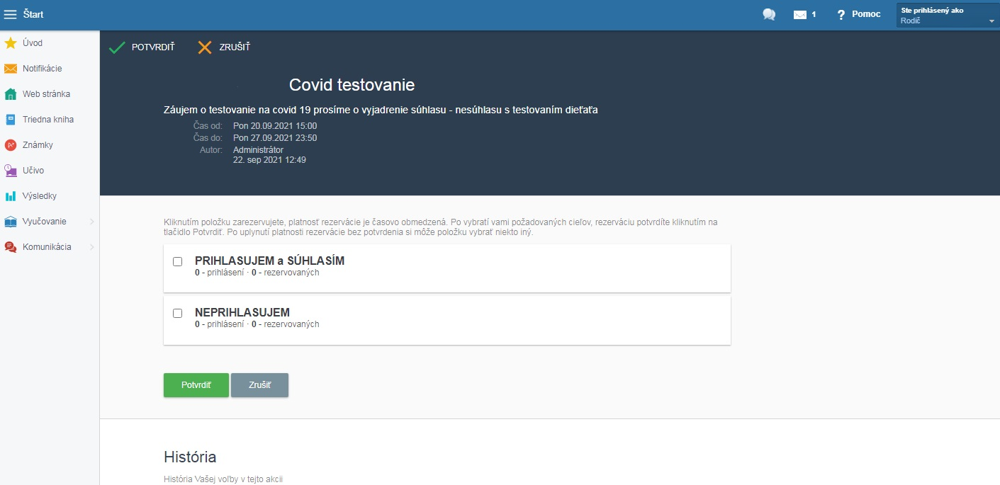 Štart
1
Pomoc
Ste prihlásený ako
Rodič
Úvod
Notifikácie
Web stránka
Triedna kniha
Známky
Učivo
Výsledky
Vyučovanie
Komunikácia
POTVRDIŤ
ZRUŠIŤ
Covid testovanie
Záujem o testovanie na covid 19 prosíme o vyjadrenie súhlasu - nesúhlasu s testovaním dieťaťa
Čas od: Pon 20.09.2021 15:00
Čas do: Pon 27.09.2021 23:50
Autor: Administrátor
22. sep 2021 12:49
Kliknutím položku zarezervujete, platnosť rezervácie je časovo obmedzená. Po vybratí vami požadovaných cieľov, rezerváciu potvrdíte kliknutím na
tlačidlo Potvrdiť. Po uplynutí platnosti rezervácie bez potvrdenia si môže položku vybrať niekto iný.
PRIHLASUJEM a SÚHLASÍM
0 - prihlásení · 0 - rezervovaných
NEPRIHLASUJEM
0 - prihlásení · 0 - rezervovaných
Potvrdiť
Zrušiť
História
História Vašej voľby v tejto akcii